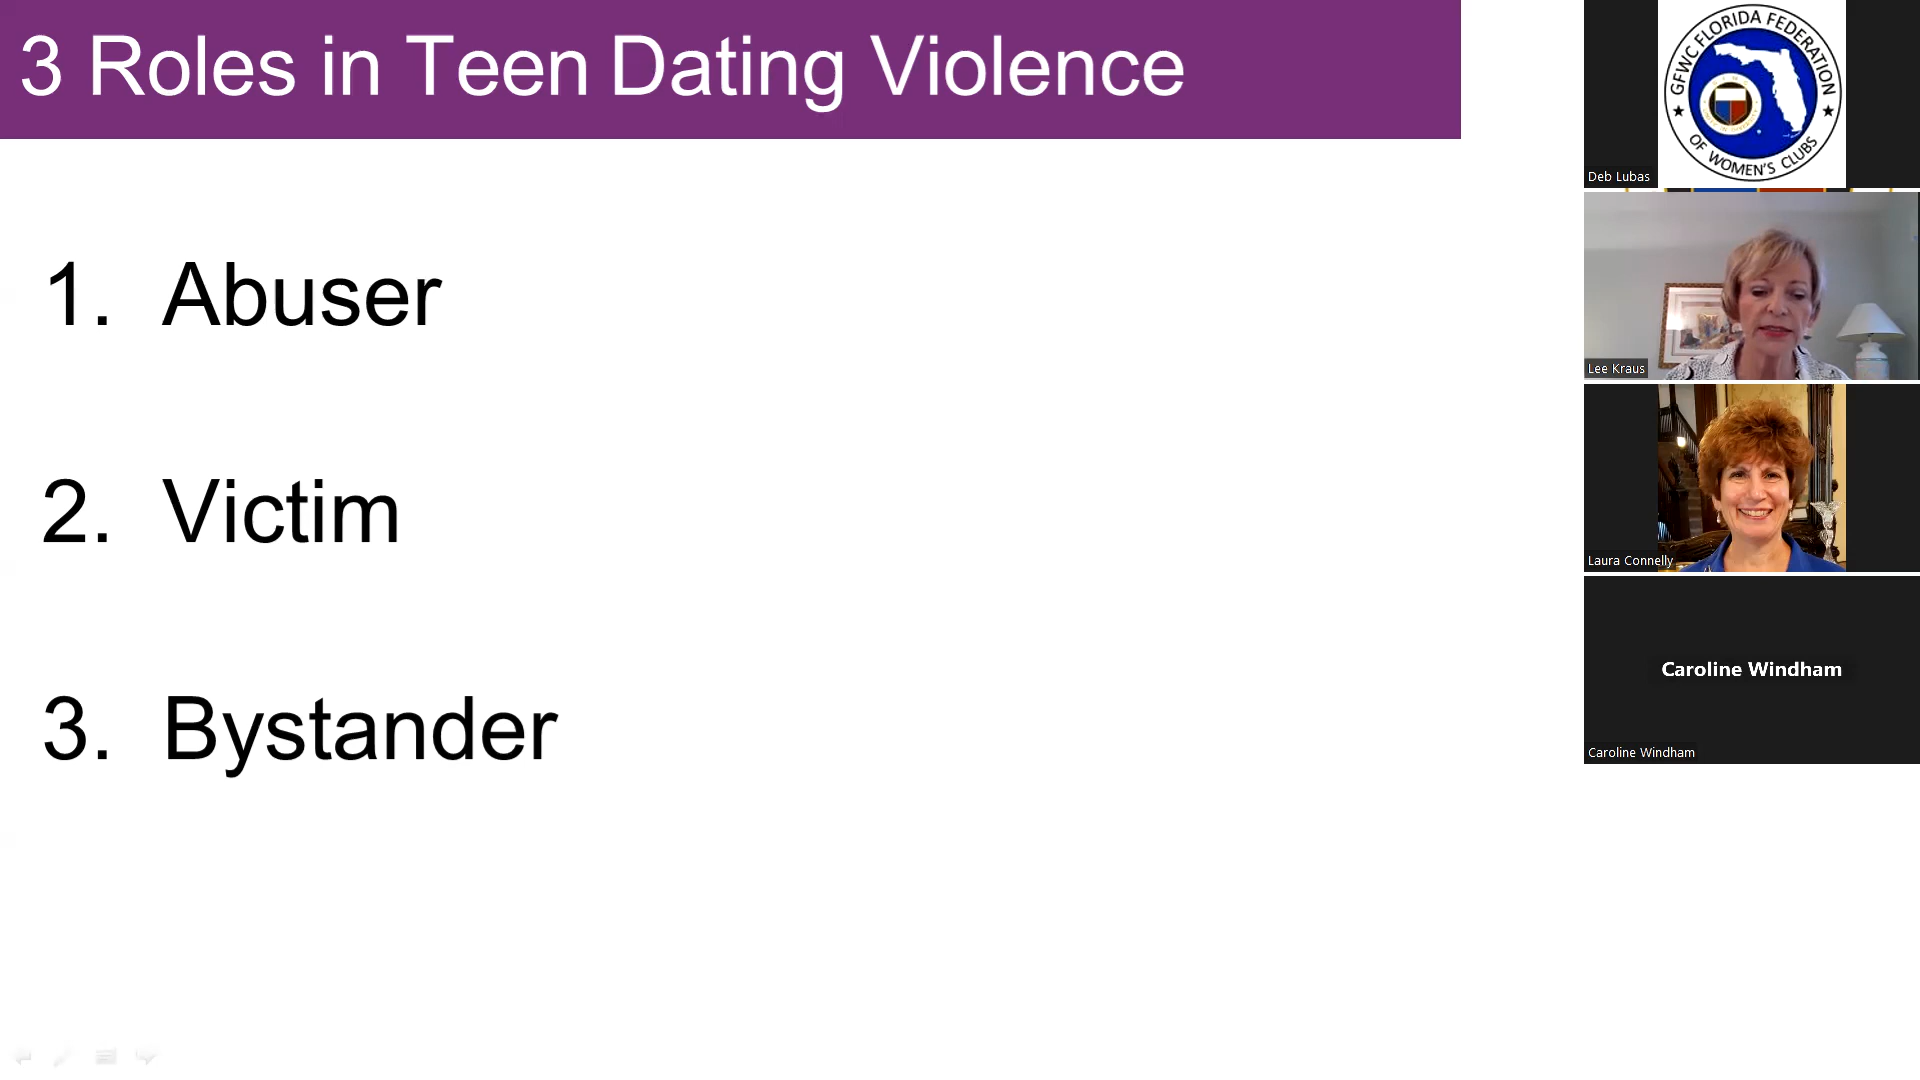 3 Roles in Teen Dating Violence
1. Abuser
2. Victim
3. Bystander
GFWC FLORIDA FEDERATION
OF WOMEN'S CLUBS
Deb Lubas
Lee Kraus
Laura Connelly
Caroline Windham
Caroline Windham